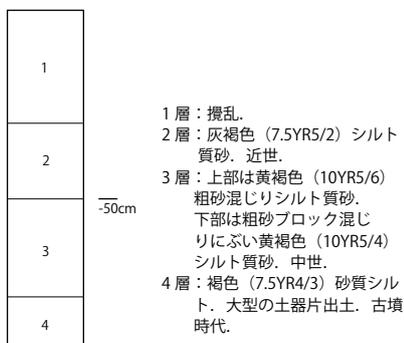 1
2
3
4
-50cm
1 層：攪乱．
2 層：灰褐色（7.5YR5/2）シルト
質砂．近世．
3 層：上部は黄褐色（10YR5/6）
粗砂混じりシルト質砂．
下部は粗砂ブロック混じ
りにぶい黄褐色（10YR5/4）
シルト質砂．中世．
4 層：褐色（7.5YR4/3）砂質シル
ト．大型の土器片出土．古墳
時代．